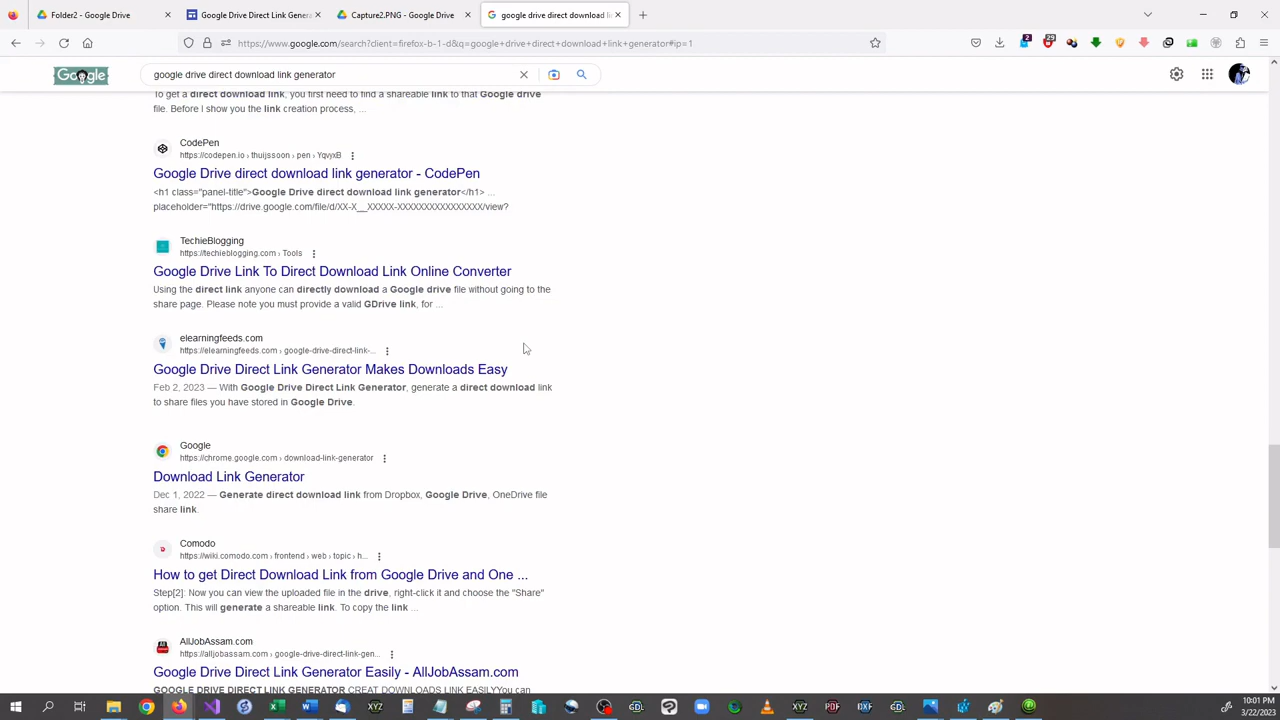 Folder2 - Google Drive
Google Drive Direct Link Genera
Capture2.PNG - Google Drive
google drive direct download lin
https://www.google.com/search?client=firefox-b-1-d&q=google+drive+direct+download+link+generator#ip=1
Google
google drive direct download link generator
To get a direct download link, you first need to find a shareable link to that Google drive
file. Before I show you the link creation process, ...
CodePen
https://codepen.io › thuijssoon › pen › YqvyxB
Google Drive direct download link generator - CodePen
<h1 class="panel-title">Google Drive direct download link generator</h1> ...
placeholder="https://drive.google.com/file/d/XX-X__XXXXX-XXXXXXXXXXXXXXXX/view?
TechieBlogging
https://techieblogging.com › Tools
Google Drive Link To Direct Download Link Online Converter
Using the direct link anyone can directly download a Google drive file without going to the
share page. Please note you must provide a valid GDrive link, for ...
elearningfeeds.com
https://elearningfeeds.com › google-drive-direct-link-...
Google Drive Direct Link Generator Makes Downloads Easy
Feb 2, 2023 — With Google Drive Direct Link Generator, generate a direct download link
to share files you have stored in Google Drive.
Google
https://chrome.google.com › download-link-generator
Download Link Generator
Dec 1, 2022 — Generate direct download link from Dropbox, Google Drive, OneDrive file
share link.
Comodo
https://wiki.comodo.com › frontend › web › topic › h...
How to get Direct Download Link from Google Drive and One ...
Step[2]: Now you can view the uploaded file in the drive, right-click it and choose the "Share"
option. This will generate a shareable link. To copy the link ...
AllJobAssam.com
https://alljobassam.com › google-drive-direct-link-gen...
Google Drive Direct Link Generator Easily - AllJobAssam.com
GOOGLE DRIVE DIRECT LINK GENERATOR CREAT DOWNLOADS LINK EASILYYou can
10:01 PM
3/22/2023